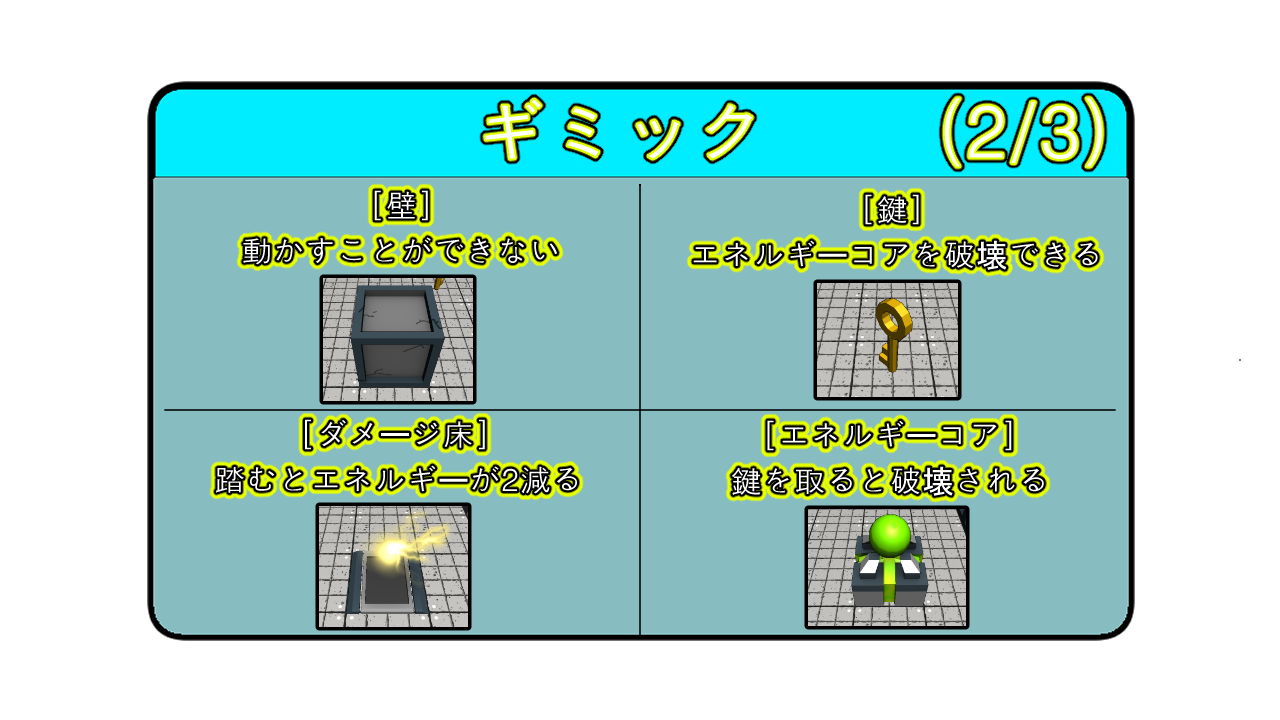 ギミック
(2/3)
[壁]
動かすことができない
[鍵]
エネルギーコアを破壊できる
[ダメージ床]
踏むとエネルギーが2減る
[エネルギーコア]
鍵を取ると破壊される